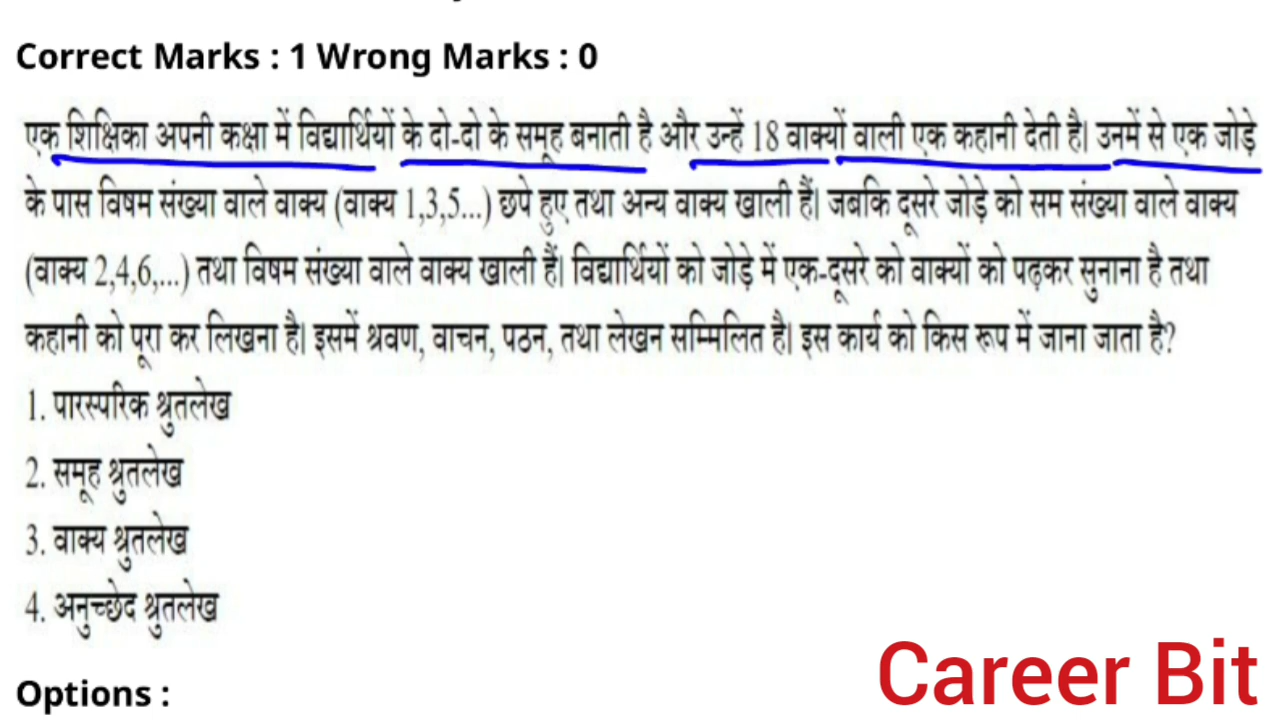 Correct Marks : 1 Wrong Marks : 0
एक शिक्षिका अपनी कक्षा में विद्यार्थियों के दो-दो के समूह बनाती है और उन्हें 18 वाक्यों वाली एक कहानी देती है। उनमें से एक जोड़े
के पास विषम संख्या वाले वाक्य (वाक्य 1,3,5...) छपे हुए तथा अन्य वाक्य खाली हैं। जबकि दूसरे जोड़े को सम संख्या वाले वाक्य
(वाक्य 2,4,6,...) तथा विषम संख्या वाले वाक्य खाली हैं। विद्यार्थियों को जोड़े में एक-दूसरे को वाक्यों को पढ़कर सुनाना है तथा
कहानी को पूरा कर लिखना है। इसमें श्रवण, वाचन, पठन, तथा लेखन सम्मिलित है। इस कार्य को किस रूप में जाना जाता है?
1. पारस्परिक श्रुतलेख
2. समूह श्रुतलेख
3. वाक्य श्रुतलेख
4. अनुच्छेद श्रुतलेख
Options :
Career Bit